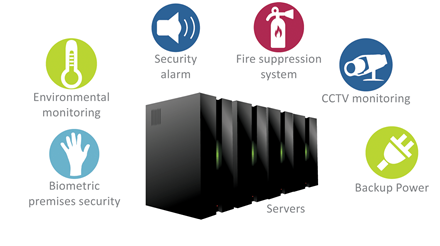 Security
alarm
Fire suppression
system
Environmental
monitoring
CCTV monitoring
Biometric
premises security
Backup Power
Servers